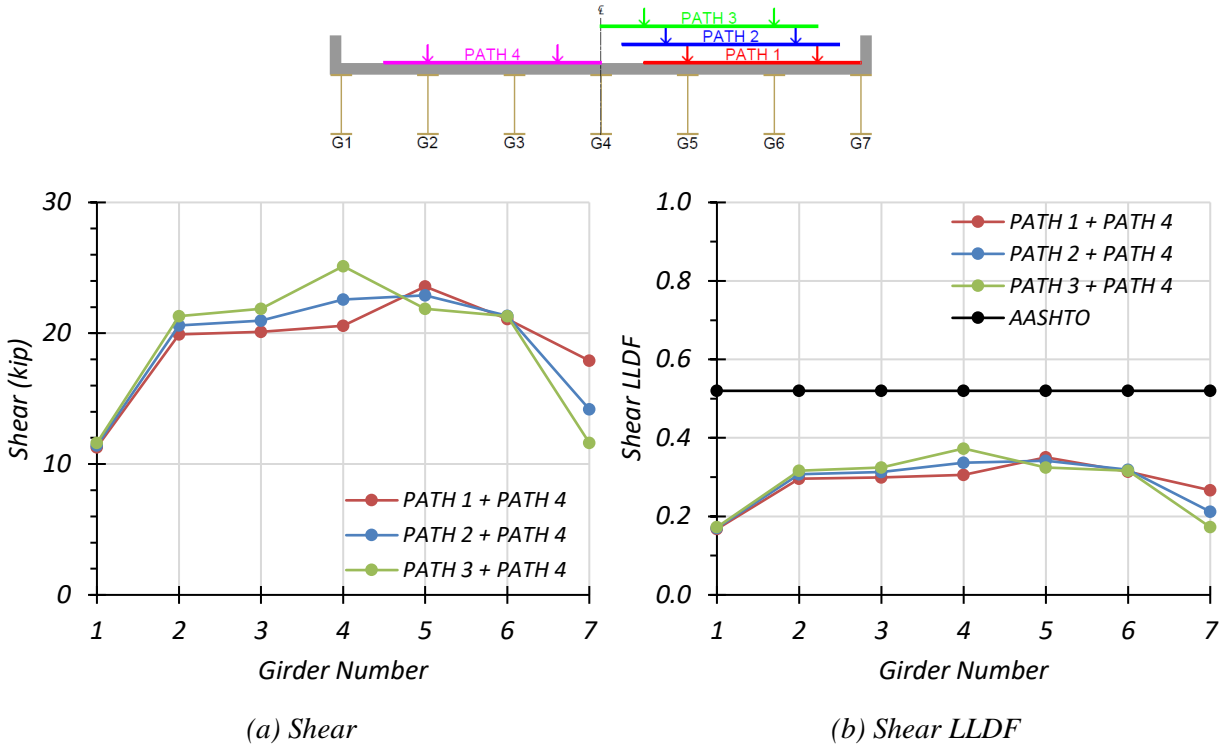 ℄
PATH 3
PATH 2
PATH 4
PATH 1
G1 G2 G3 G4 G5 G6 G7
Shear (kip)
30
20
10
0
PATH 1 + PATH 4
PATH 2 + PATH 4
PATH 3 + PATH 4
1 2 3 4 5 6 7
Girder Number
(a) Shear
Shear LLDF
1.0
0.8
0.6
0.4
0.2
0.0
PATH 1 + PATH 4
PATH 2 + PATH 4
PATH 3 + PATH 4
AASHTO
1 2 3 4 5 6 7
Girder Number
(b) Shear LLDF